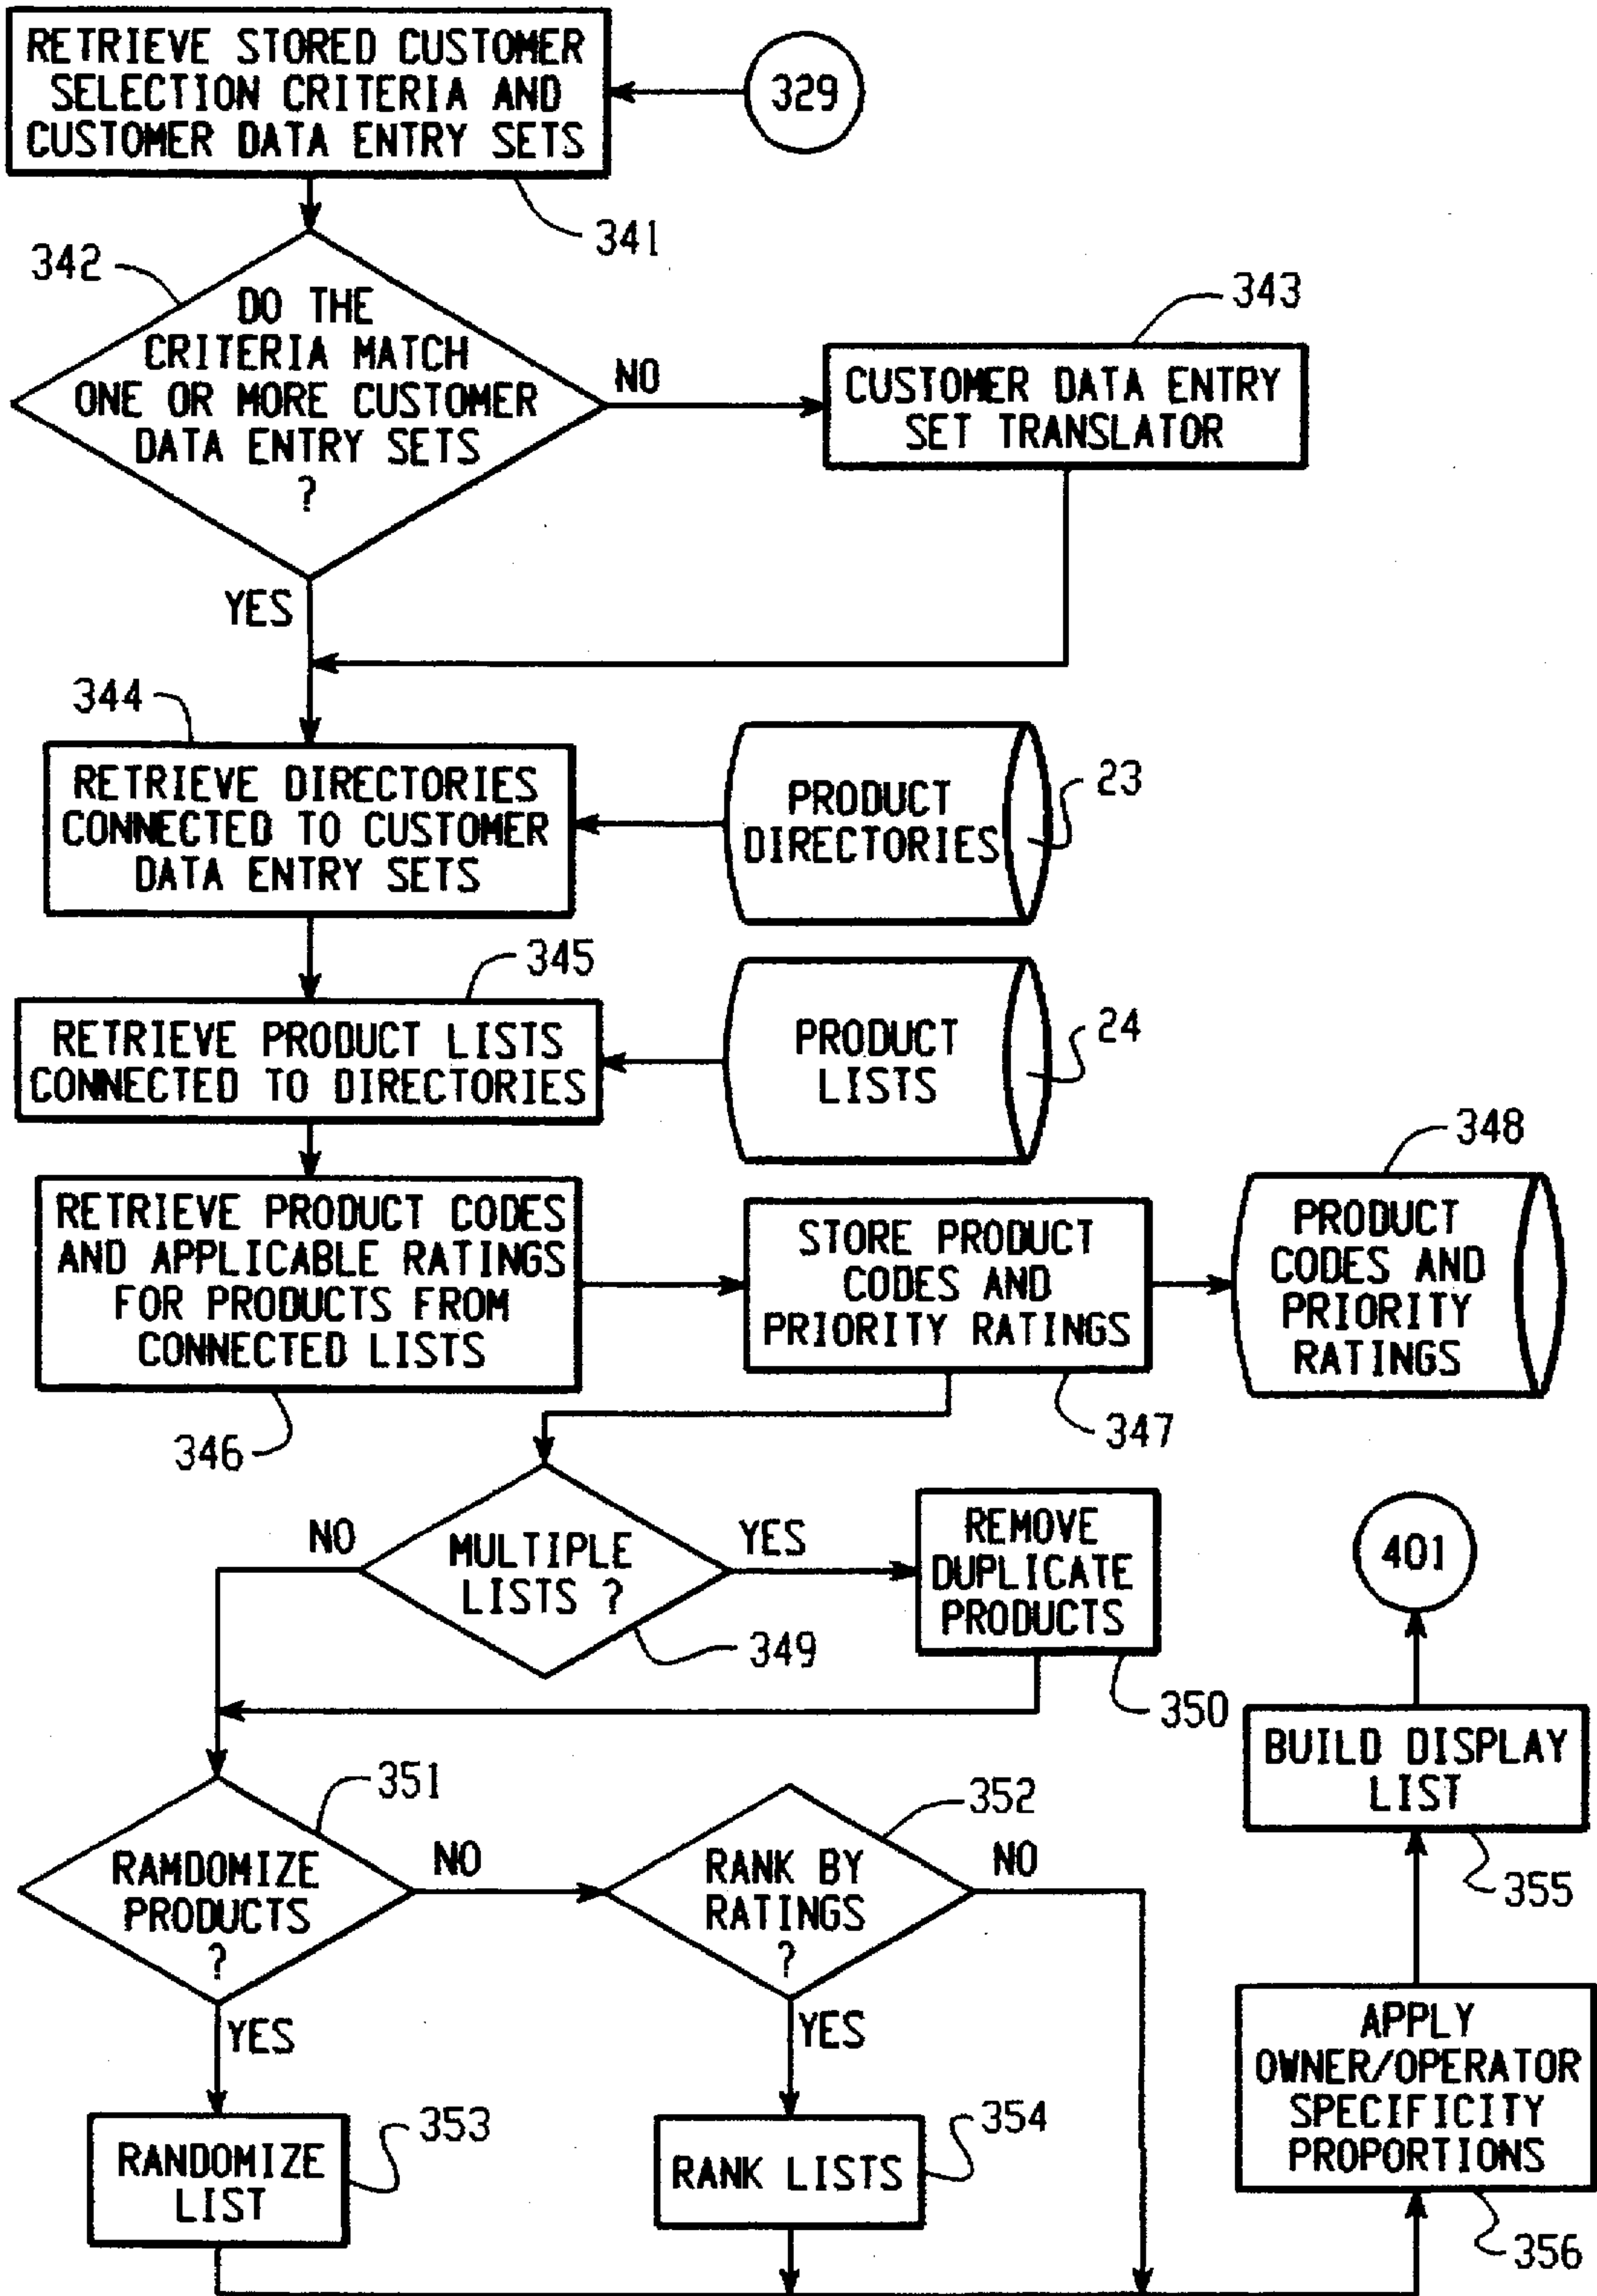 RETRIEVE STORED CUSTOMER
SELECTION CRITERIA AND
CUSTOMER DATA ENTRY SETS
329
341
342
DO THE
CRITERIA MATCH
ONE OR MORE CUSTOMER
DATA ENTRY SETS
?
NO
343
CUSTOMER DATA ENTRY
SET TRANSLATOR
YES
344
RETRIEVE DIRECTORIES
CONNECTED TO CUSTOMER
DATA ENTRY SETS
PRODUCT
DIRECTORIES
23
345
RETRIEVE PRODUCT LISTS
CONNECTED TO DIRECTORIES
PRODUCT
LISTS
24
RETRIEVE PRODUCT CODES
AND APPLICABLE RATINGS
FOR PRODUCTS FROM
CONNECTED LISTS
346
STORE PRODUCT
CODES AND
PRIORITY RATINGS
347
348
PRODUCT
CODES AND
PRIORITY
RATINGS
NO
MULTIPLE
LISTS ?
YES
349
REMOVE
DUPLICATE
PRODUCTS
350
401
BUILD DISPLAY
LIST
355
351
RAMDOMIZE
PRODUCTS
?
NO
352
RANK BY
RATINGS
?
NO
YES
YES
353
RANDOMIZE
LIST
354
RANK LISTS
APPLY
OWNER/OPERATOR
SPECIFICITY
PROPORTIONS
356